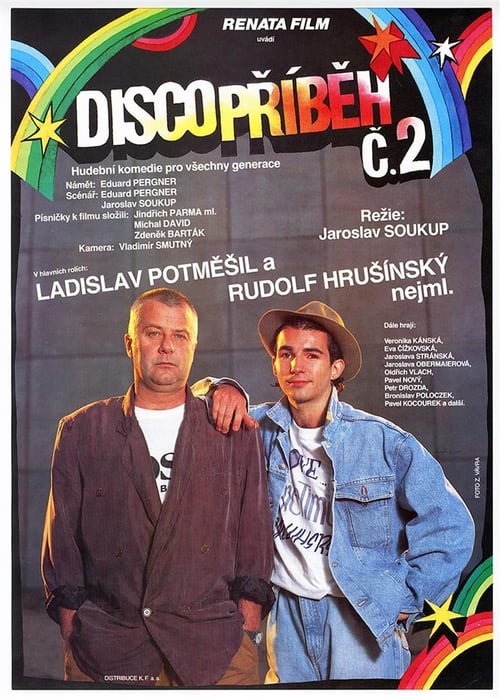 RENATA FILM
uvádí
DISCOPŘÍBĚH
Č.2
Hudební komedie pro všechny generace
Námět: Eduard PERGNER
Scénář: Eduard PERGNER
Jaroslav SOUKUP
Písničky k filmu složili: Jindřich PARMA ml.
Michal DAVID
Zdeněk BARTÁK
Kamera: Vladimír SMUTNÝ
Režie:
Jaroslav SOUKUP
V hlavních rolích:
LADISLAV POTMĚŠIL a
RUDOLF HRUŠÍNSKÝ
nejml.
Dále hrají:
Veronika KÁNSKÁ,
Eva ČÍŽKOVSKÁ,
Jaroslava STRÁNSKÁ,
Jaroslava OBERMAIEROVÁ,
Oldřich VLACH,
Pavel NOVÝ,
Petr DROZDA,
Bronislav POLOCZEK,
Pavel KOCOUREK a další.
FOTO Z. VÁVRA
DISTRIBUCE K. F. a. s.